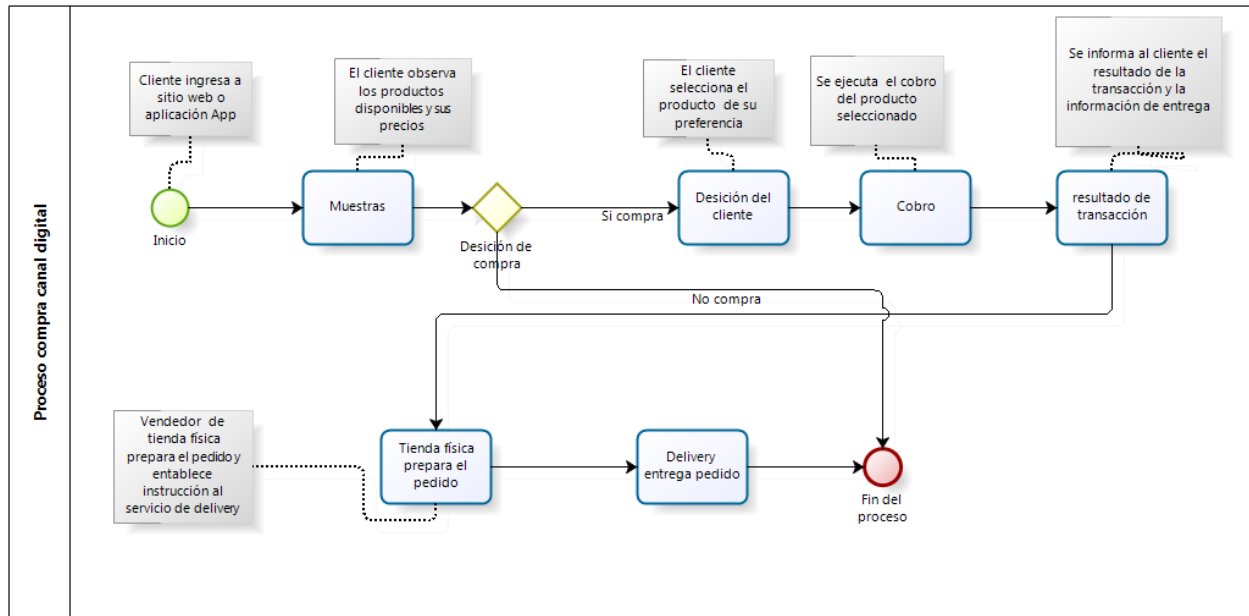 Proceso compra canal digital
Cliente ingresa a
sitio web o
aplicación App
El cliente observa
los productos
disponibles y sus
precios
El cliente
selecciona el
producto de su
preferencia
Se ejecuta el cobro
del producto
seleccionado
Se informa al cliente el
resultado de la
transacción y la
información de entrega
Inicio
Muestras
Desición de
compra
Si compra
Desición del
cliente
Cobro
resultado de
transacción
No compra
Vendedor de
tienda física
prepara el pedido y
entablece
instrucción al
servicio de delivery
Tienda física
prepara el
pedido
Delivery
entrega pedido
Fin del
proceso